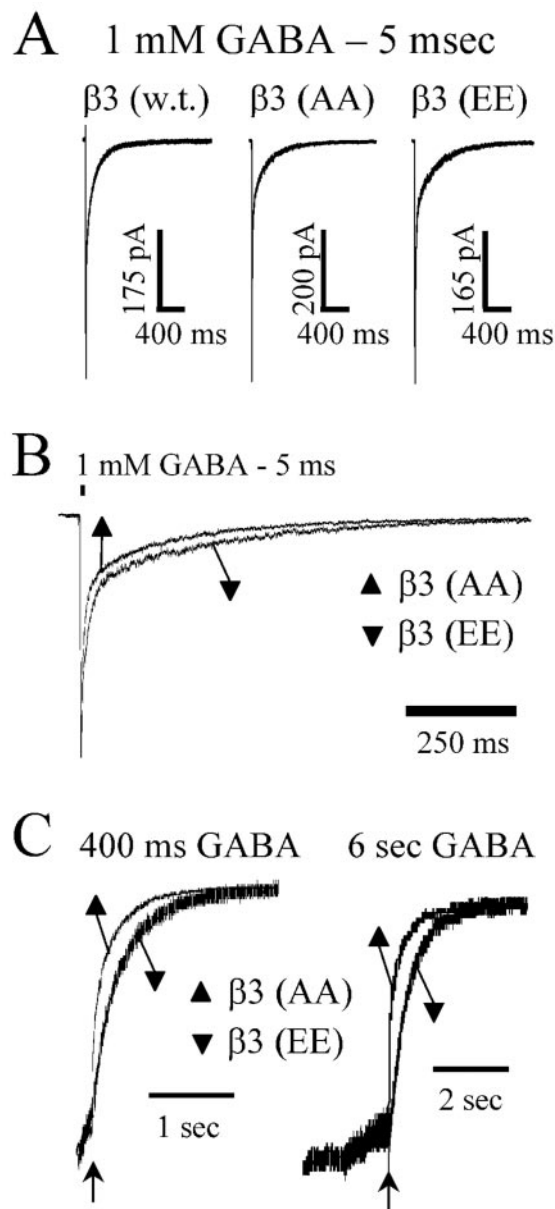 A 1 mM GABA – 5 msec
β3 (w.t.) β3 (AA) β3 (EE)
175 pA 200 pA 165 pA
400 ms 400 ms 400 ms
B
1 mM GABA - 5 ms
▲ β3 (AA)
▼ β3 (EE)
250 ms
C 400 ms GABA 6 sec GABA
▲ β3 (AA)
▼ β3 (EE)
1 sec 2 sec